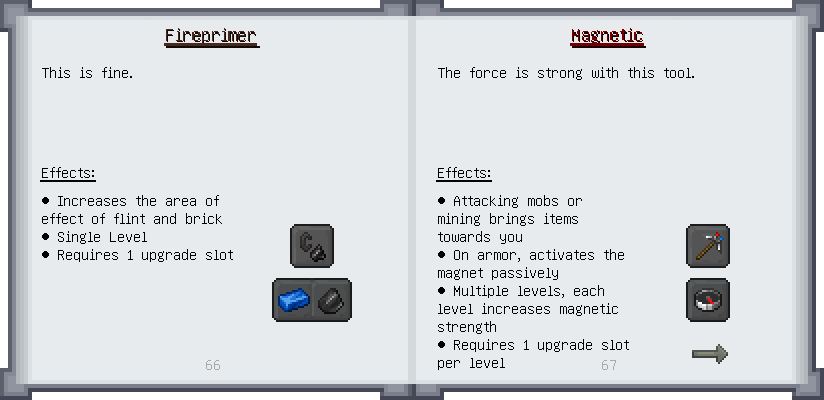 Fireprimer
This is fine.
Effects:
● Increases the area of
effect of flint and brick
● Single Level
● Requires 1 upgrade slot
66
Magnetic
The force is strong with this tool.
Effects:
● Attacking mobs or
mining brings items
towards you
● On armor, activates the
magnet passively
● Multiple levels, each
level increases magnetic
strength
● Requires 1 upgrade slot
per level
67